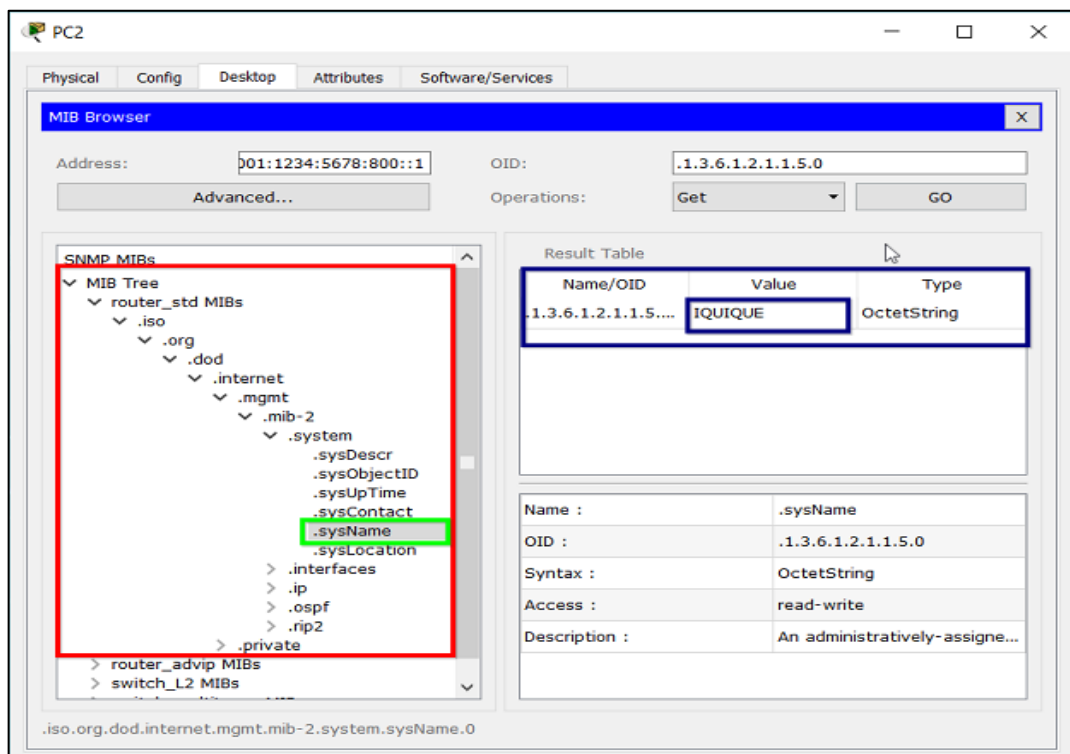 PC2
Physical Config Desktop Attributes Software/Services
MIB Browser X
Address: 001:1234:5678:800::1 OID: .1.3.6.1.2.1.1.5.0
Advanced... Operations: Get GO
SNMP MIBs
MIB Tree
router_std MIBs
.iso
.org
.dod
.internet
.mgmt
.mib-2
.system
.sysDescr
.sysObjectID
.sysUpTime
.sysContact
.sysName
.sysLocation
.interfaces
.ip
.ospf
.rip2
.private
router_advip MIBs
switch_L2 MIBs
Result Table
Name/OID Value Type
.1.3.6.1.2.1.1.5.... IQUIQUE OctetString
Name : .sysName
OID : .1.3.6.1.2.1.1.5.0
Syntax : OctetString
Access : read-write
Description : An administratively-assigne...
.iso.org.dod.internet.mgmt.mib-2.system.sysName.0